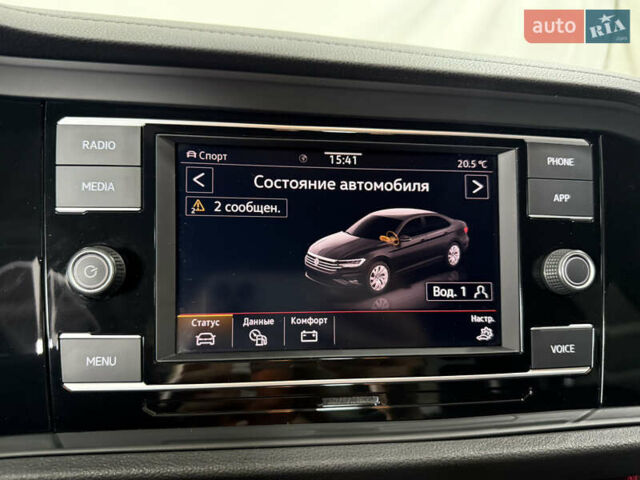 auto RIA
RADIO
MEDIA
MENU
PHONE
APP
VOICE
Спорт
15:41
20.5 °C
< Состояние автомобиля >
2 2 сообщен.
Вод. 1
Статус
Данные
Комфорт
Настр.